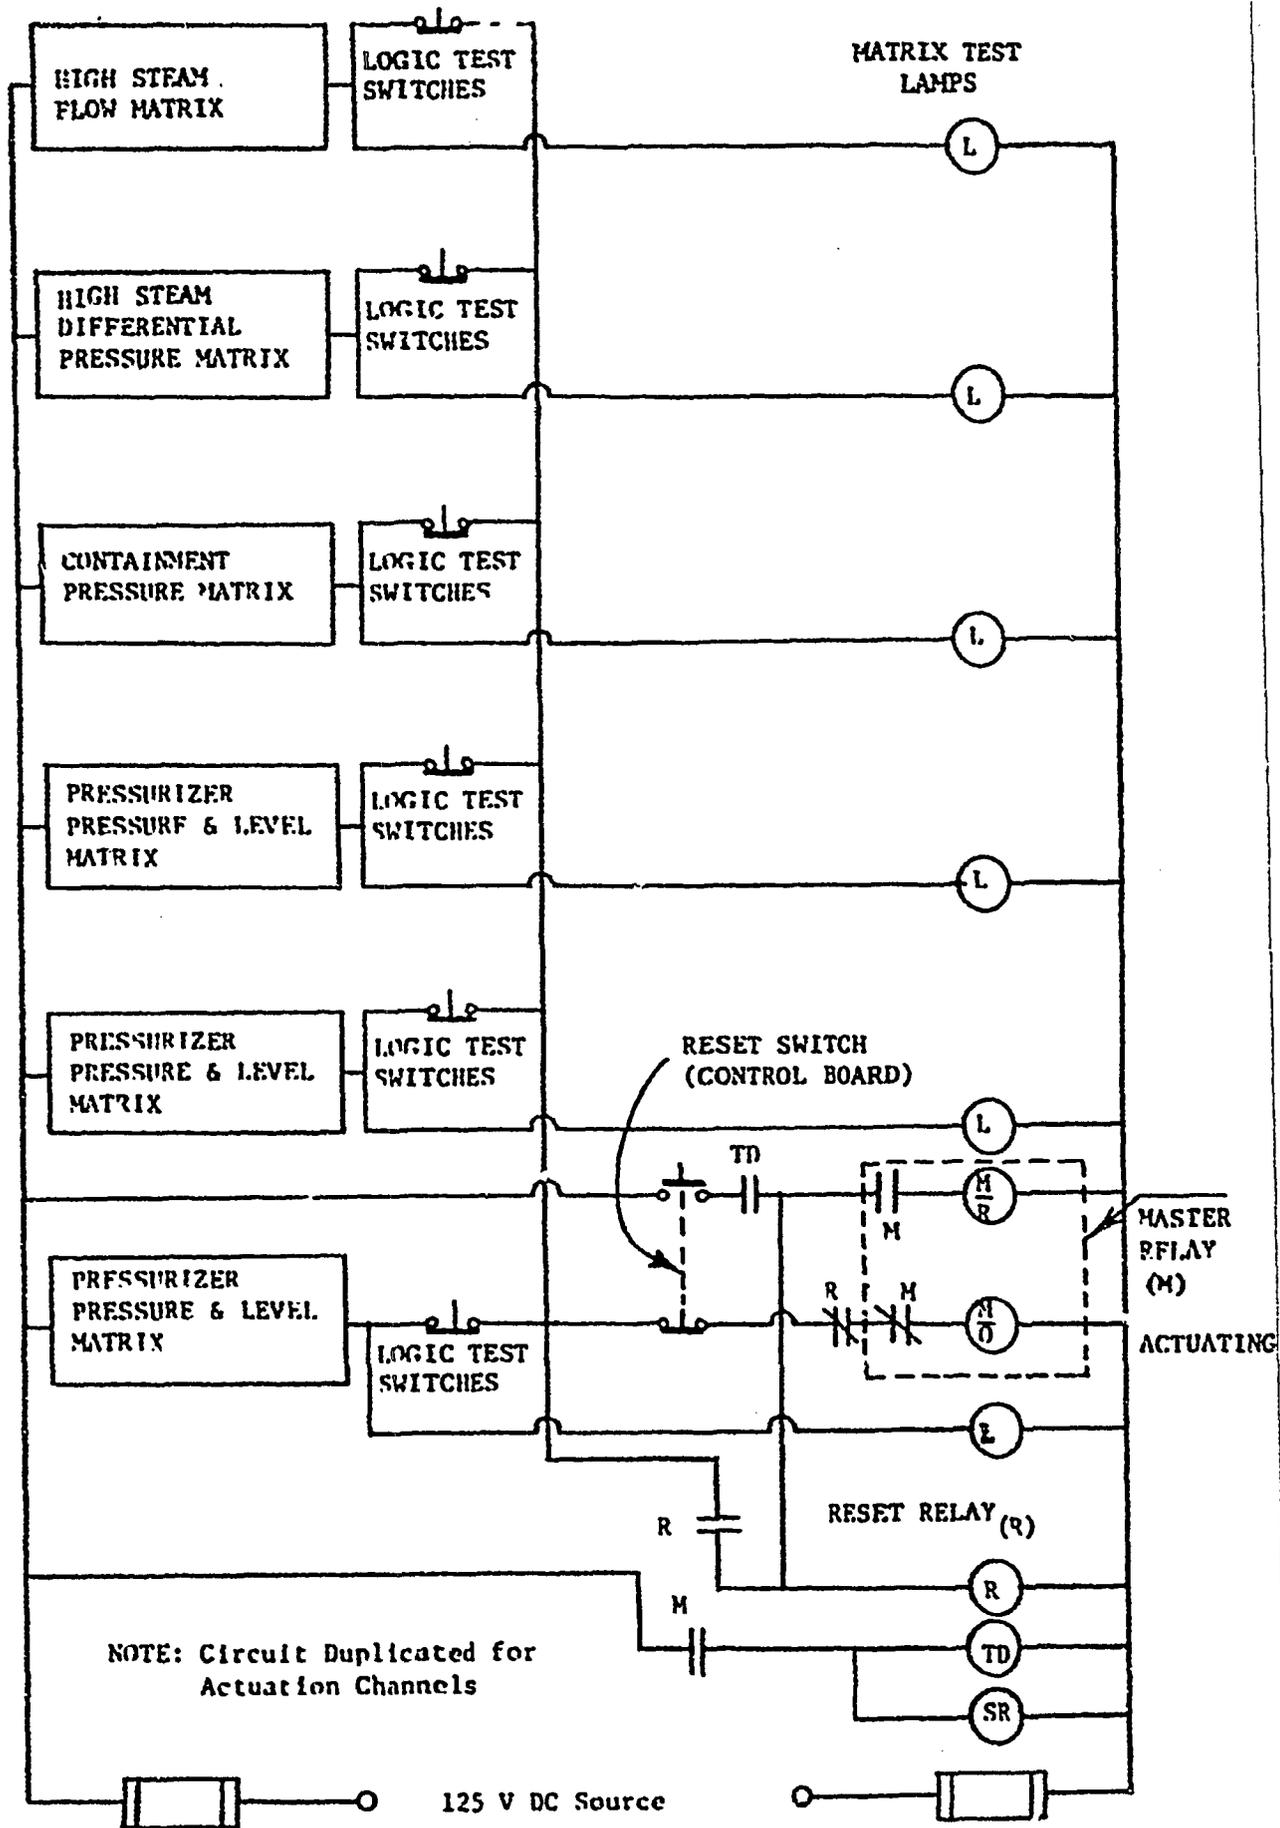 MATRIX TEST
LAMPS
HIGH STEAM
FLOW MATRIX
LOGIC TEST
SWITCHES
L
HIGH STEAM
DIFFERENTIAL
PRESSURE MATRIX
LOGIC TEST
SWITCHES
L
CONTAINMENT
PRESSURE MATRIX
LOGIC TEST
SWITCHES
L
PRESSURIZER
PRESSURE & LEVEL
MATRIX
LOGIC TEST
SWITCHES
L
PRESSURIZER
PRESSURE & LEVEL
MATRIX
LOGIC TEST
SWITCHES
RESET SWITCH
(CONTROL BOARD)
L
TD
M
M
R
MASTER
RELAY
(M)
PRESSURIZER
PRESSURE & LEVEL
MATRIX
LOGIC TEST
SWITCHES
R
M
M
O
ACTUATING
L
R
RESET RELAY (R)
R
M
TD
SR
NOTE: Circuit Duplicated for
Actuation Channels
125 V DC Source